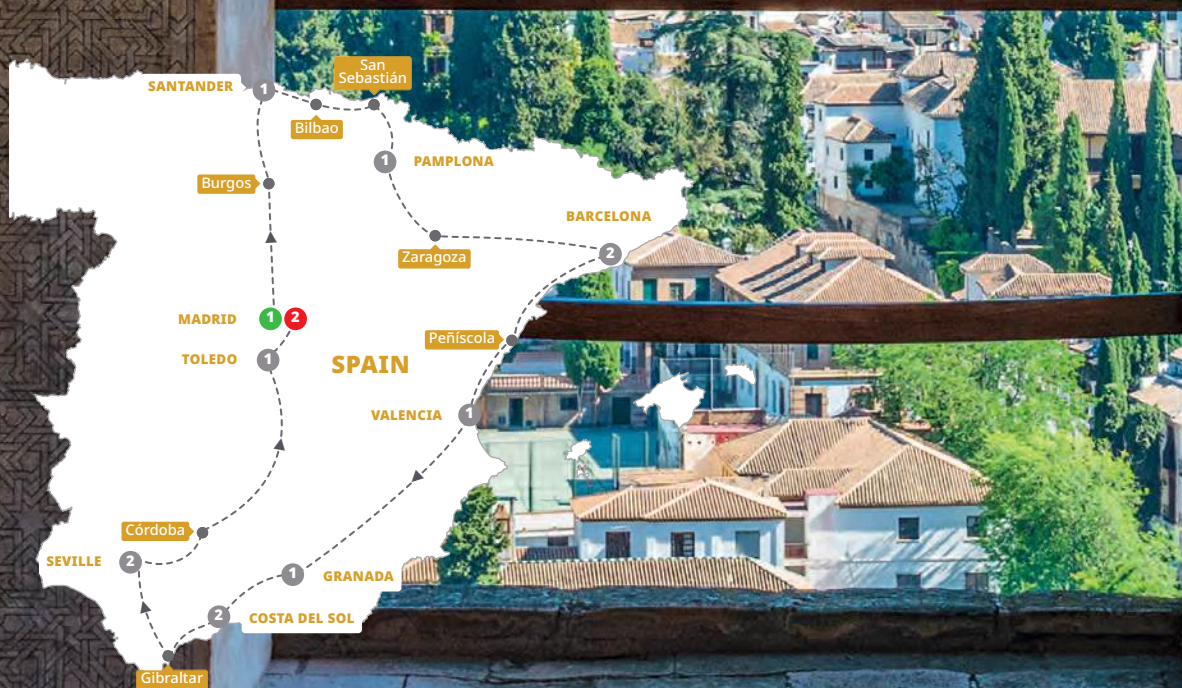 San
Sebastián
SANTANDER
1
Bilbao
1
PAMPLONA
Burgos
BARCELONA
2
Zaragoza
MADRID
1
2
Peñíscola
TOLEDO
1
SPAIN
VALENCIA
1
Córdoba
SEVILLE
2
1
GRANADA
2
COSTA DEL SOL
Gibraltar